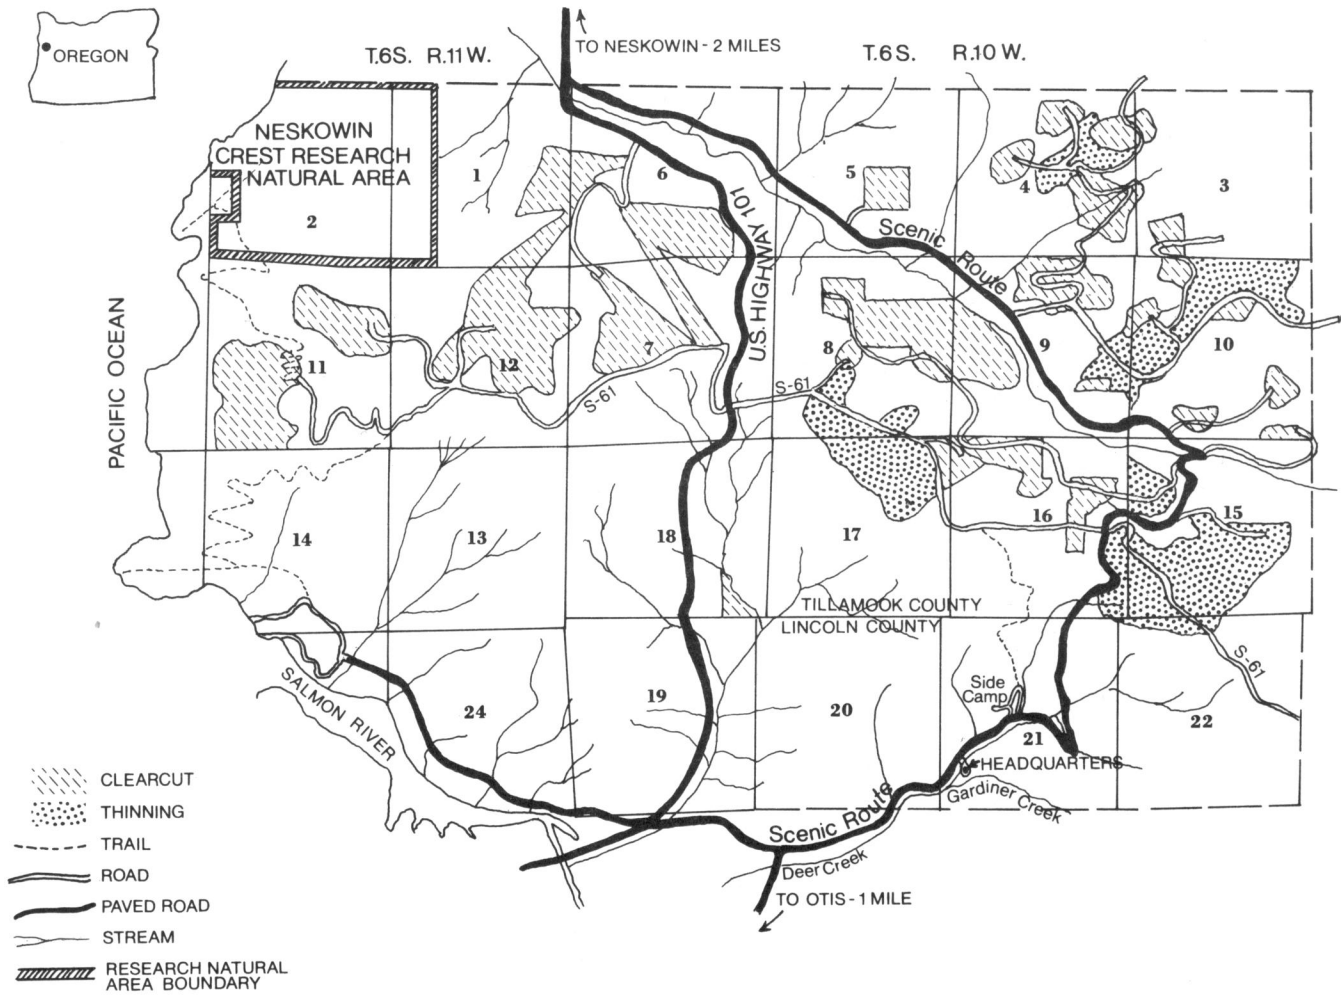 OREGON
TO NESKOWIN - 2 MILES
T.6S. R.11W.
T.6S. R.10W.
NESKOWIN
CREST RESEARCH
NATURAL AREA
1
2
3
4
5
6
U.S. HIGHWAY 101
Scenic Route
PACIFIC OCEAN
7
8
9
10
11
12
S-61
S-61
13
14
15
16
17
18
TILLAMOOK COUNTY
LINCOLN COUNTY
S-61
SALMON RIVER
19
20
21
22
24
Side
Camp
HEADQUARTERS
Gardiner Creek
Scenic Route
Deer Creek
TO OTIS - 1 MILE
CLEARCUT
THINNING
TRAIL
ROAD
PAVED ROAD
STREAM
RESEARCH NATURAL
AREA BOUNDARY